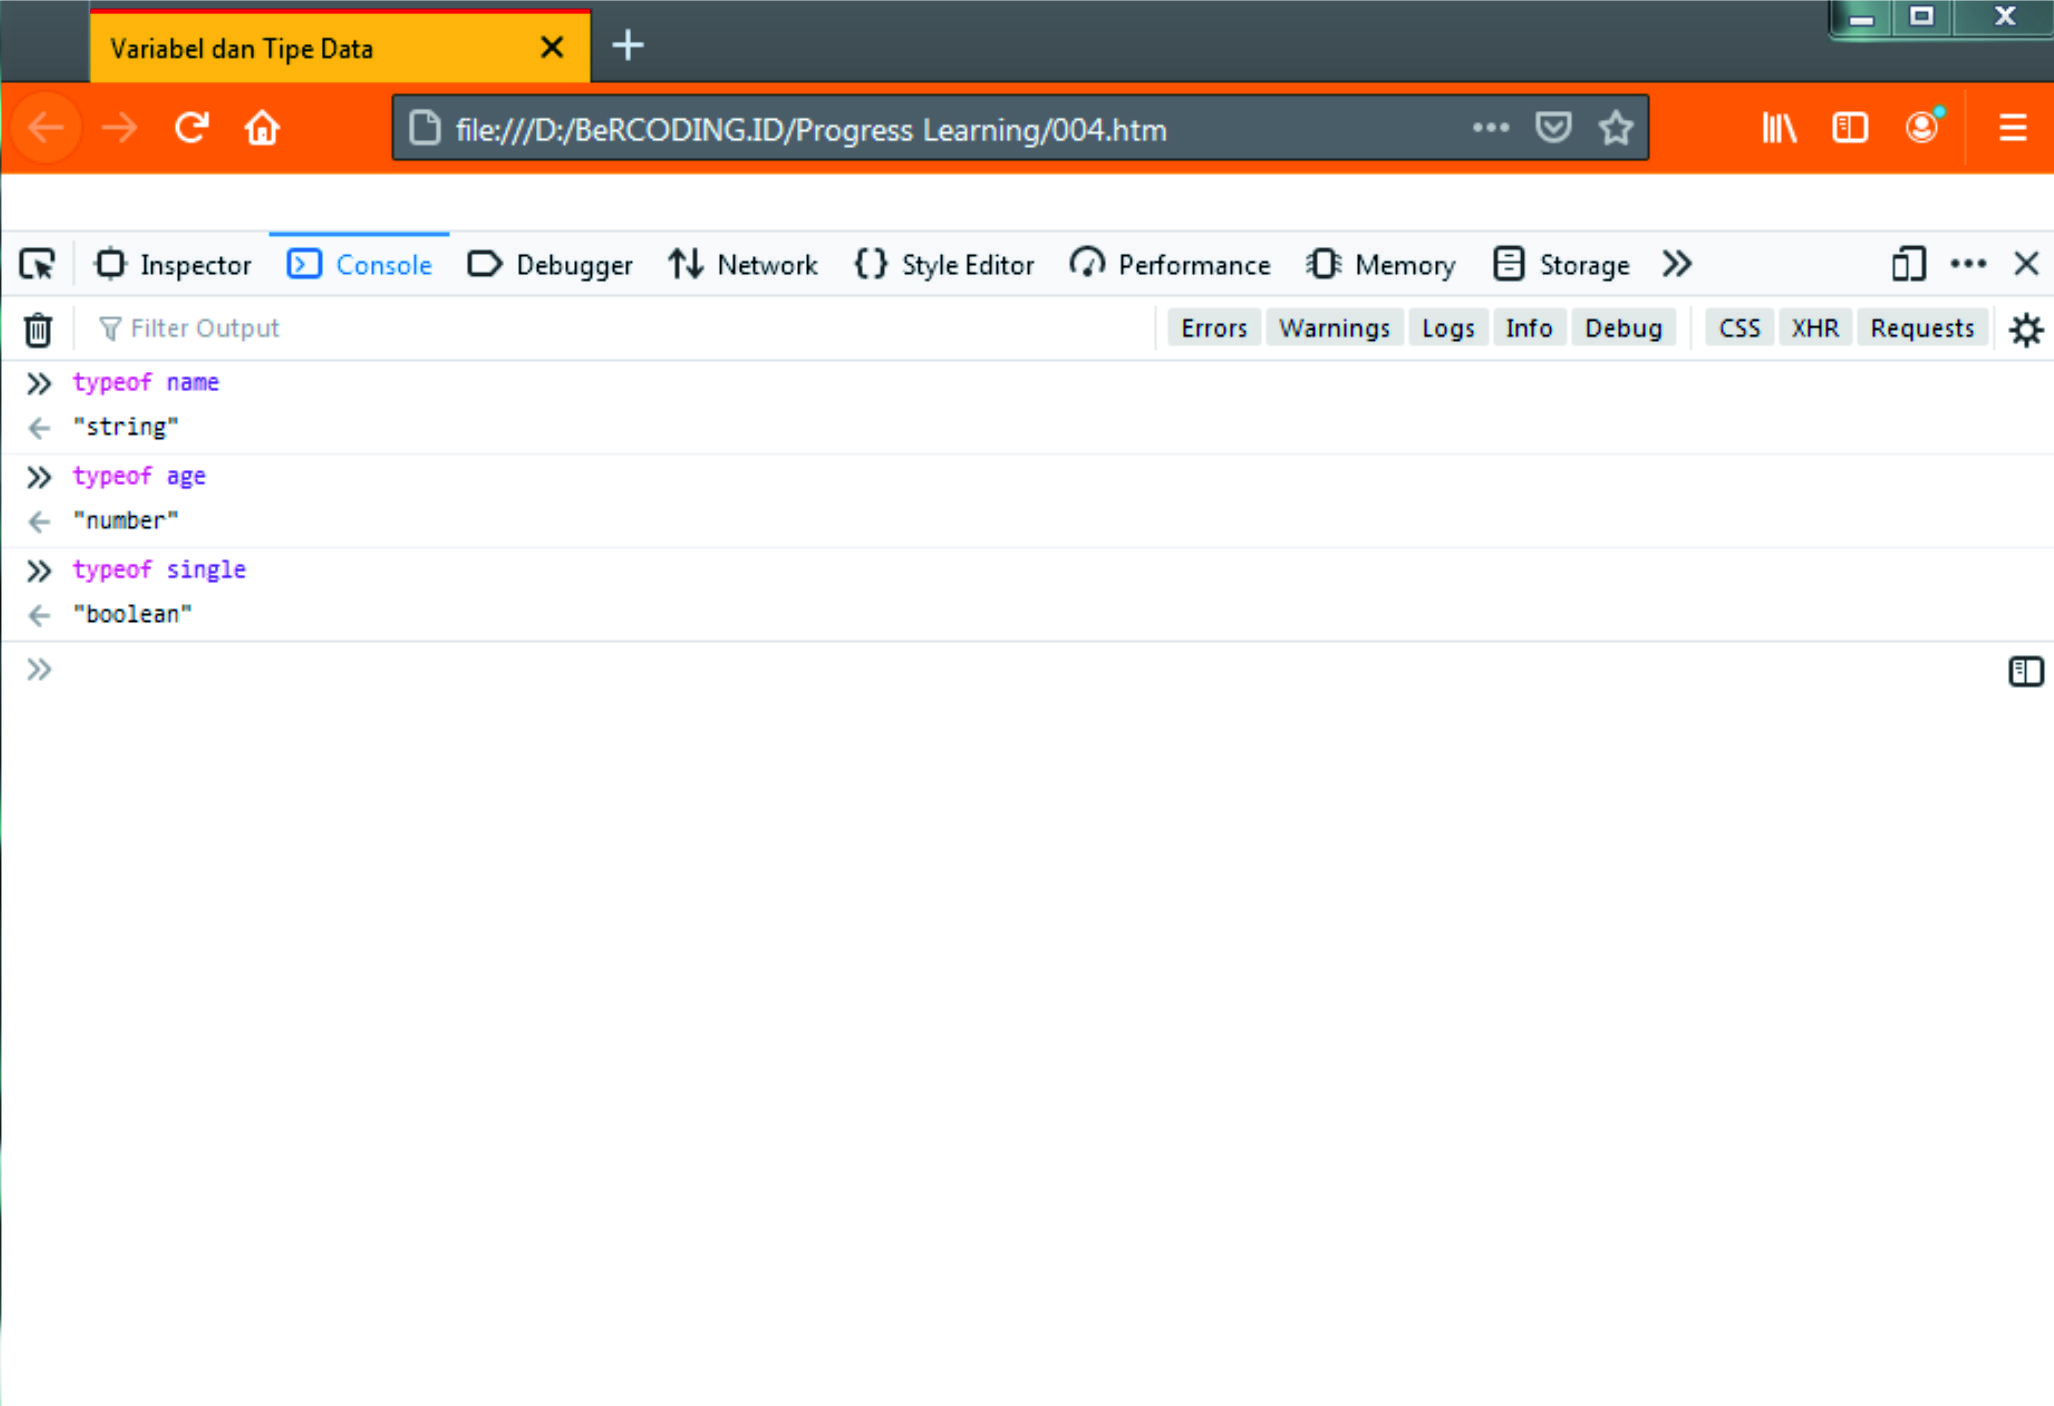 Variabel dan Tipe Data
file:///D:/BeRCODING.ID/Progress Learning/004.htm
Inspector Console Debugger Network {} Style Editor Performance Memory Storage
Filter Output Errors Warnings Logs Info Debug CSS XHR Requests
typeof name
"string"
typeof age
"number"
typeof single
"boolean"